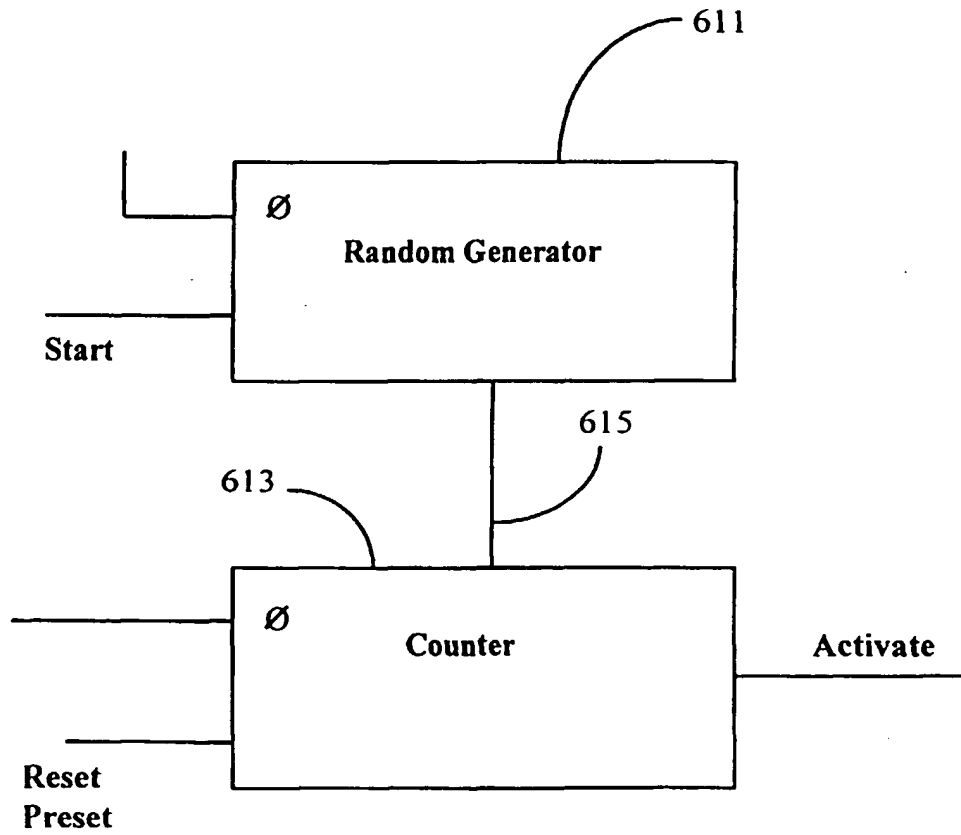 611
Ø
Random Generator
Start
615
613
Ø
Counter
Activate
Reset
Preset